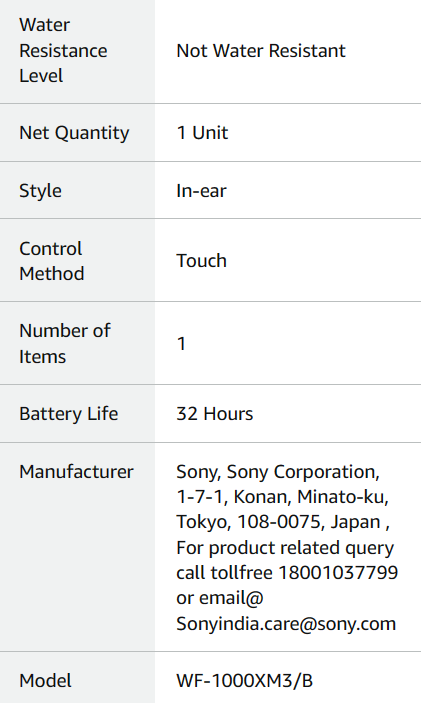 Water
Resistance
Level
Not Water Resistant
Net Quantity
1 Unit
Style
In-ear
Control
Method
Touch
Number of
Items
1
Battery Life
32 Hours
Manufacturer
Sony, Sony Corporation,
1-7-1, Konan, Minato-ku,
Tokyo, 108-0075, Japan ,
For product related query
call tollfree 18001037799
or email@
Sonyindia.care@sony.com
Model
WF-1000XM3/B